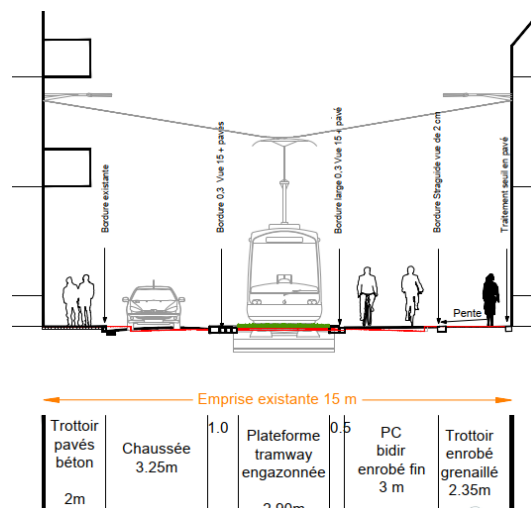 Bordure existante
Bordure 0,3 Vue 15 + pavés
Bordure large 0.3 Vue 15 + pavé
Bordure Straguide vue de 2 cm
Traitement seuil en pavé
Pente
Emprise existante 15 m
Trottoir
pavés
béton
2m
Chaussée
3.25m
1.0
Plateforme
tramway
engazonnée
0.5
PC
bidir
enrobé fin
3 m
Trottoir
enrobé
grenaillé
2.35m